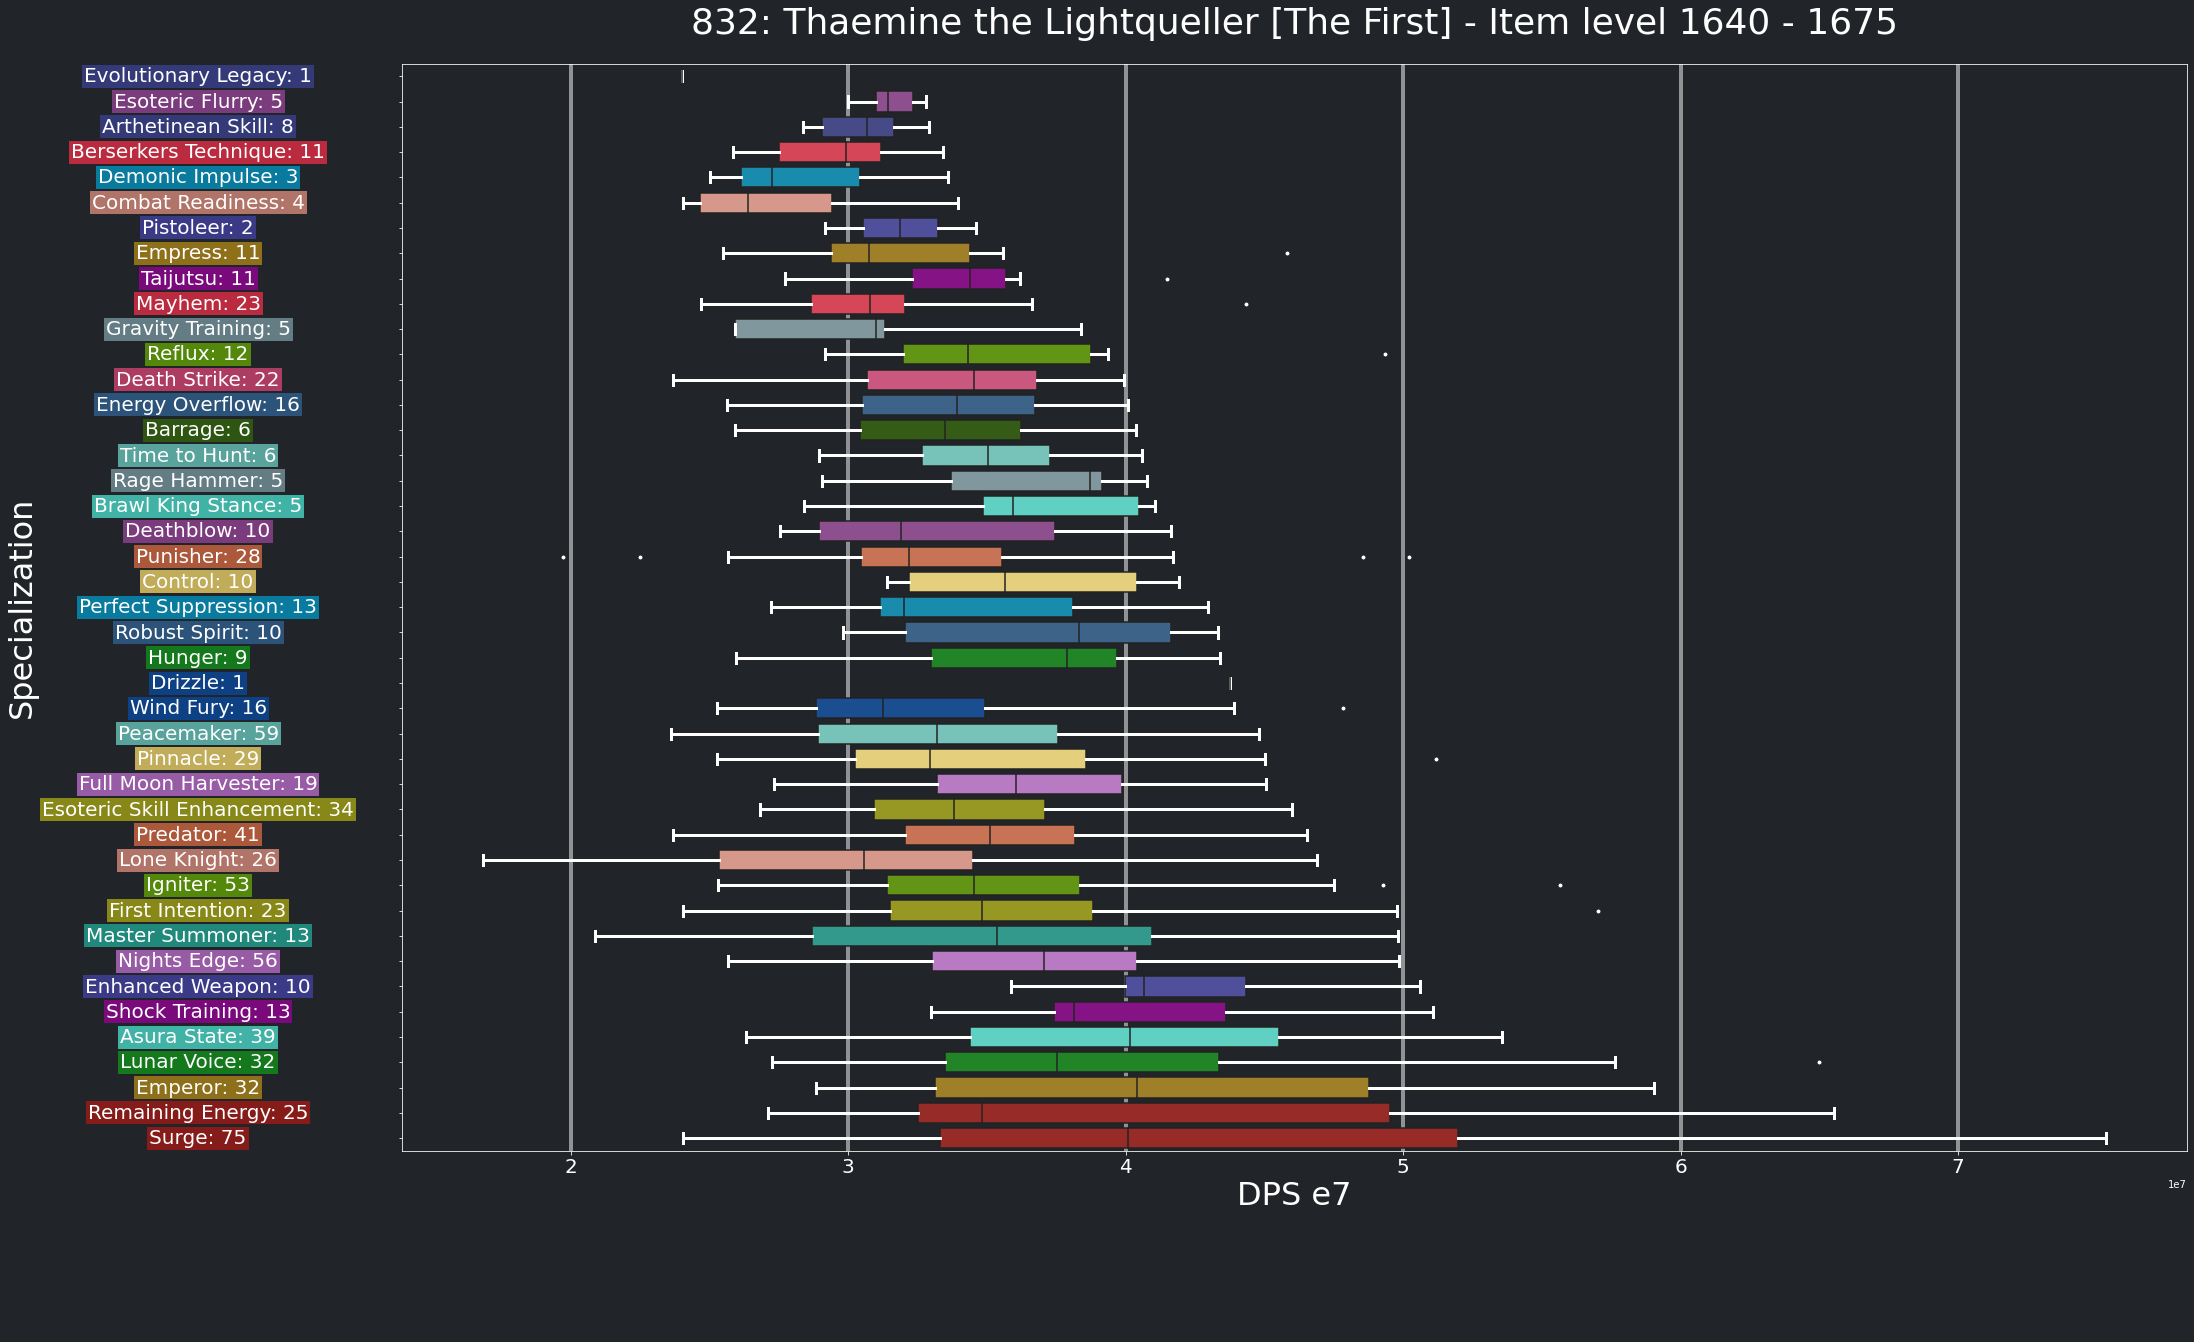 832: Thaemine the Lightqueller [The First] - Item level 1640 - 1675
Evolutionary Legacy: 1
Esoteric Flurry: 5
Arthetinean Skill: 8
Berserkers Technique: 11
Demonic Impulse: 3
Combat Readiness: 4
Pistoleer: 2
Empress: 11
Taijutsu: 11
Mayhem: 23
Gravity Training: 5
Reflux: 12
Death Strike: 22
Energy Overflow: 16
Barrage: 6
Time to Hunt: 6
Rage Hammer: 5
Brawl King Stance: 5
Deathblow: 10
Punisher: 28
Control: 10
Perfect Suppression: 13
Robust Spirit: 10
Hunger: 9
Drizzle: 1
Wind Fury: 16
Peacemaker: 59
Pinnacle: 29
Full Moon Harvester: 19
Esoteric Skill Enhancement: 34
Predator: 41
Lone Knight: 26
Igniter: 53
First Intention: 23
Master Summoner: 13
Nights Edge: 56
Enhanced Weapon: 10
Shock Training: 13
Asura State: 39
Lunar Voice: 32
Emperor: 32
Remaining Energy: 25
Surge: 75
Specialization
2 3 4 5 6 7
1e7
DPS e7